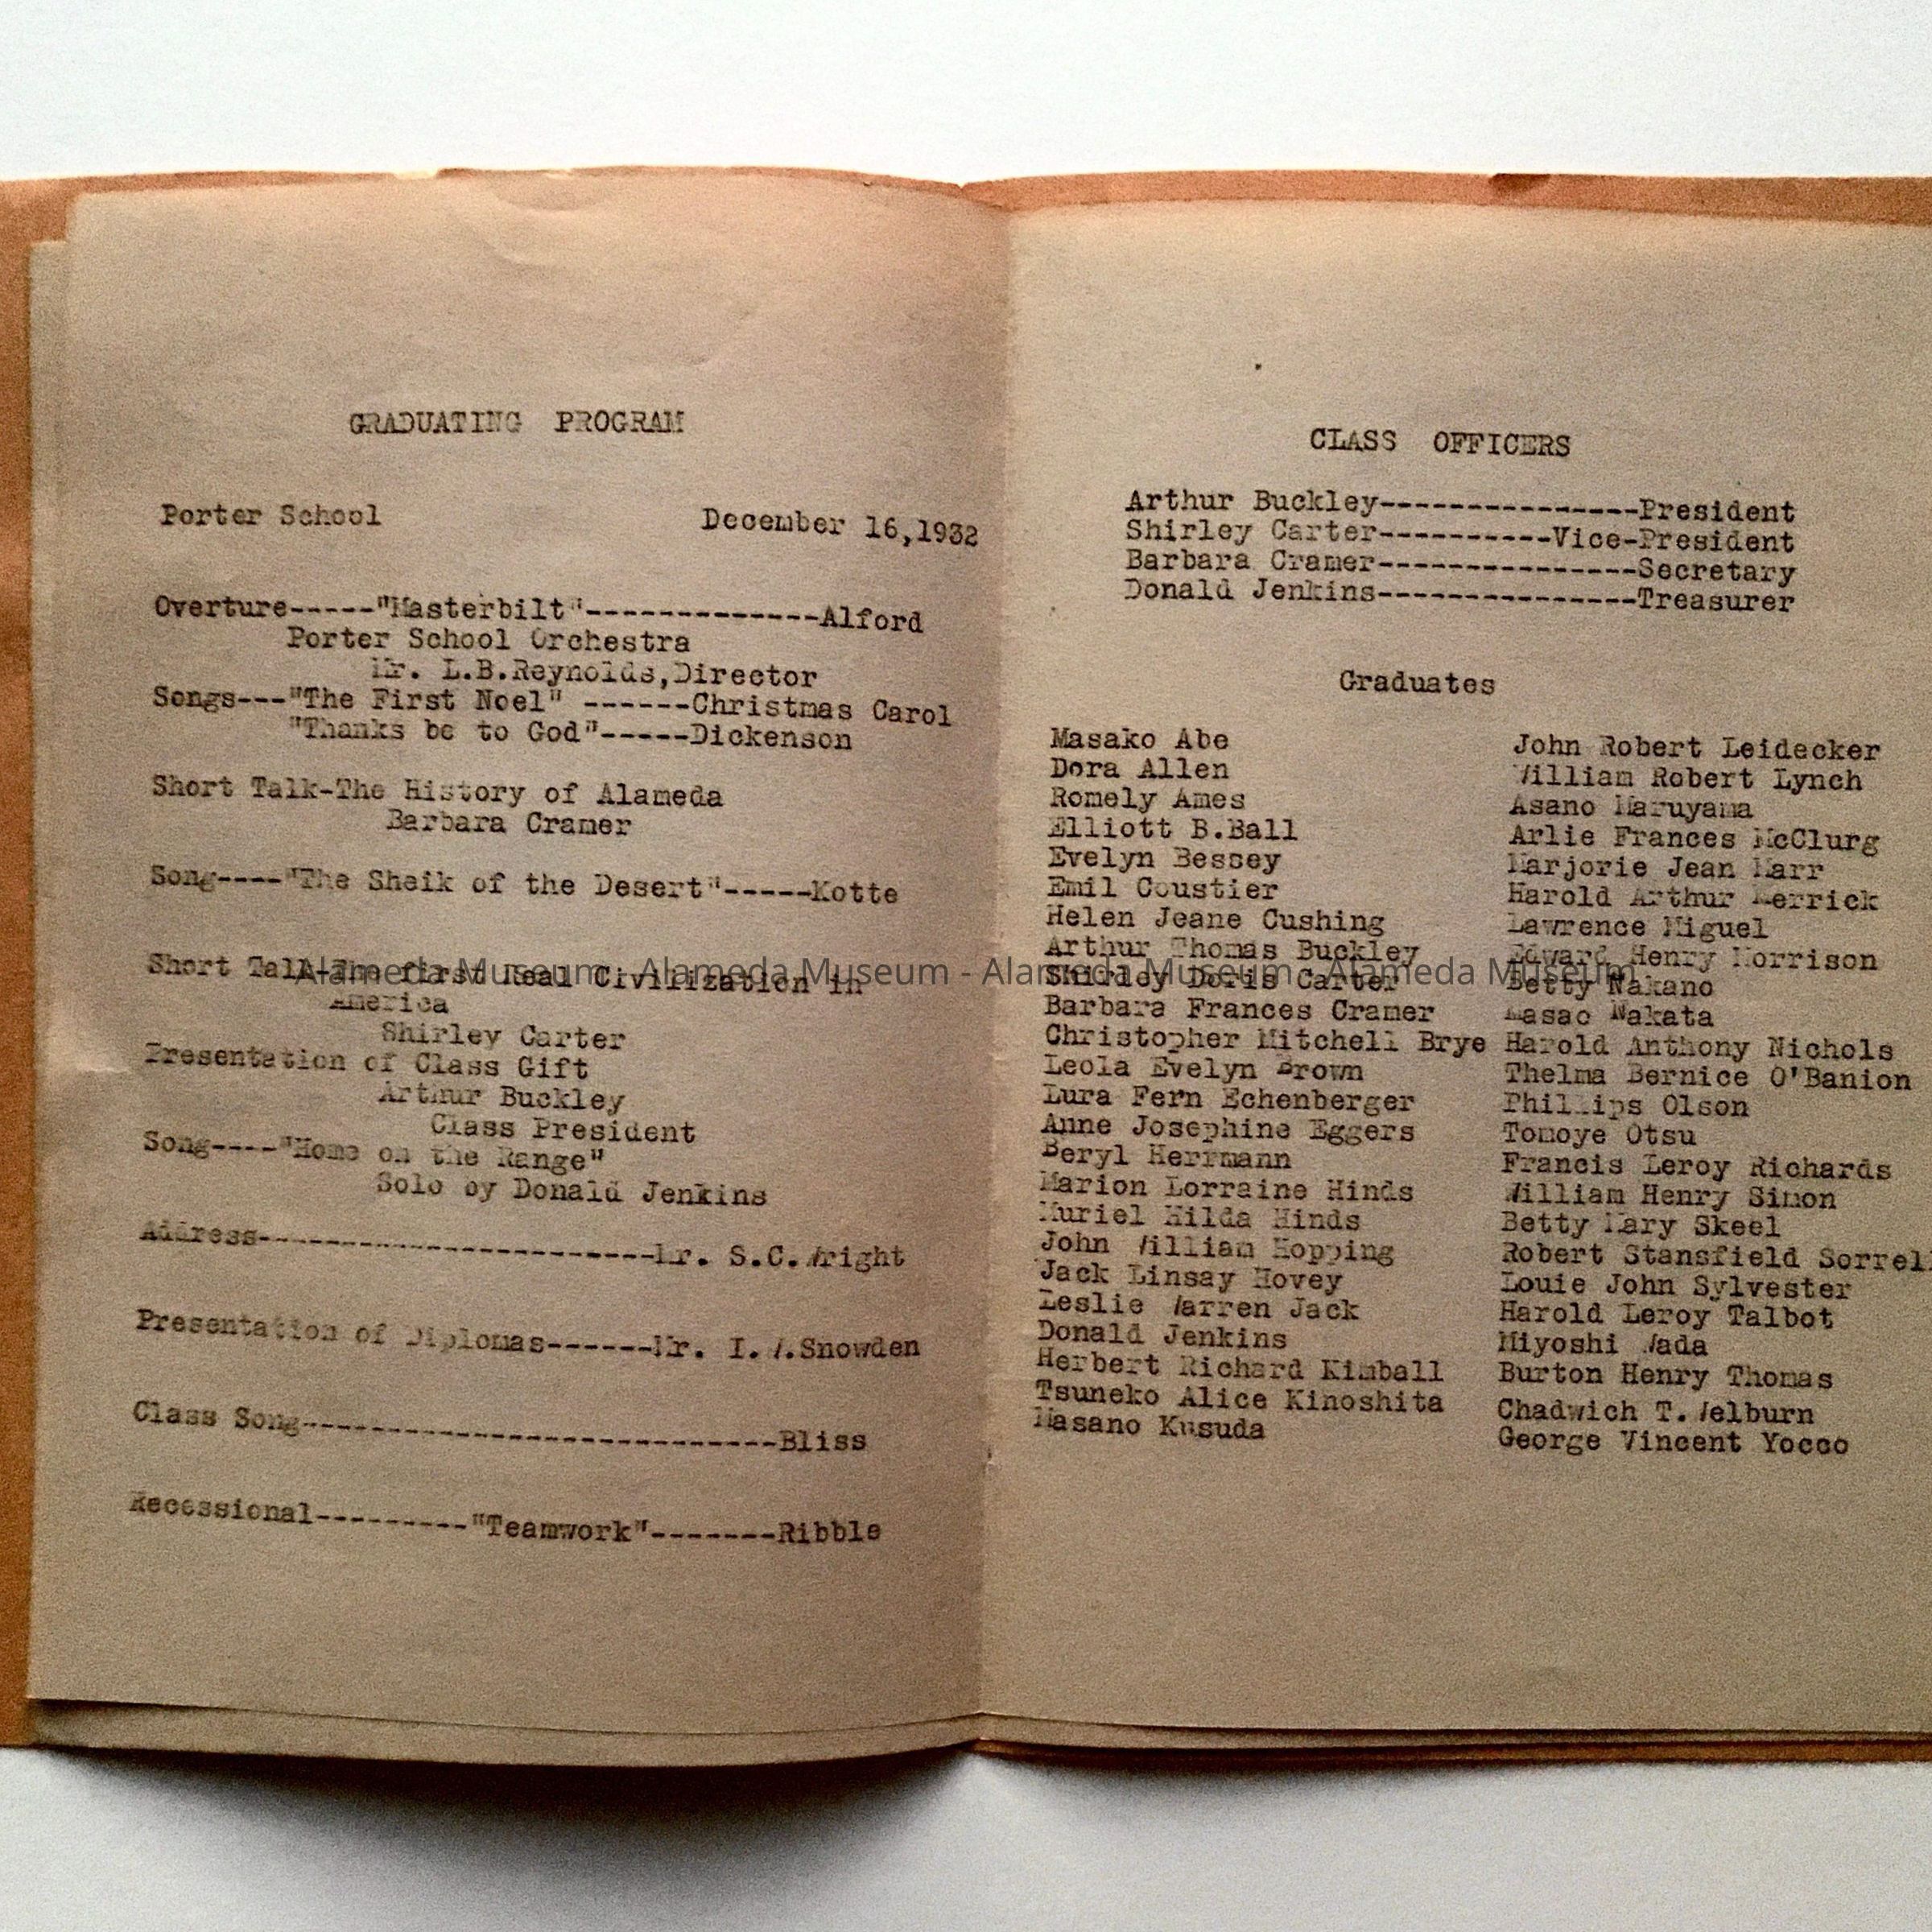 GRADUATING PROGRAM
Porter School December 16,1932
Overture-----"Masterbilt"-------------Alford
Porter School Orchestra
Mr. L.B.Reynolds,Director
Songs---"The First Noel" ------Christmas Carol
"Thanks be to God"-----Dickenson
Short Talk-The History of Alameda
Barbara Cramer
Song----"The Sheik of the Desert"-----Kotte
Short Talk-The first Real Civilization in
America
Shirley Carter
Presentation of Class Gift
Arthur Buckley
Class President
Song----"Home on the Range"
Solo by Donald Jenkins
Address-----------------------Mr. S.C.Wright
Presentation of Diplomas------Mr. I.W.Snowden
Class Song---------------------------Bliss
Recessional---------"Teamwork"-------Ribble
CLASS OFFICERS
Arthur Buckley---------------President
Shirley Carter----------Vice-President
Barbara Cramer---------------Secretary
Donald Jenkins---------------Treasurer
Graduates
Masako Abe
Dora Allen
Romely Ames
Elliott B.Ball
Evelyn Bessey
Emil Coustier
Helen Jeane Cushing
Arthur Thomas Buckley
Shirley Doris Carter
Barbara Frances Cramer
Christopher Mitchell Brye
Leola Evelyn Brown
Lura Fern Echenberger
Anne Josephine Eggers
Beryl Herrmann
Marion Lorraine Hinds
Muriel Hilda Hinds
John William Hopping
Jack Linsay Hovey
Leslie Warren Jack
Donald Jenkins
Herbert Richard Kimball
Tsuneko Alice Kinoshita
Masano Kusuda
John Robert Leidecker
William Robert Lynch
Asano Maruyama
Arlie Frances McClurg
Marjorie Jean Marr
Harold Arthur Merrick
Lawrence Miguel
Edward Henry Morrison
Betty Nakano
Masao Nakata
Harold Anthony Nichols
Thelma Bernice O'Banion
Phillips Olson
Tomoye Otsu
Francis Leroy Richards
William Henry Simon
Betty Mary Skeel
Robert Stansfield
Louie John Sylvester
Harold Leroy Talbot
Miyoshi Wada
Burton Henry Thomas
Chadwich T.Welburn
George Vincent Yocco
Alameda Museum - Alameda Museum - Alameda Museum - Alameda Museum